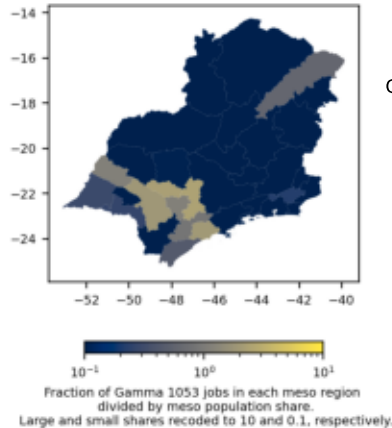 −14
−16
−18
−20
−22
−24
−52 −50 −48 −46 −44 −42 −40
10⁻¹ 10⁰ 10¹
Fraction of Gamma 1053 jobs in each meso region
divided by meso population share.
Large and small shares recoded to 10 and 0.1, respectively